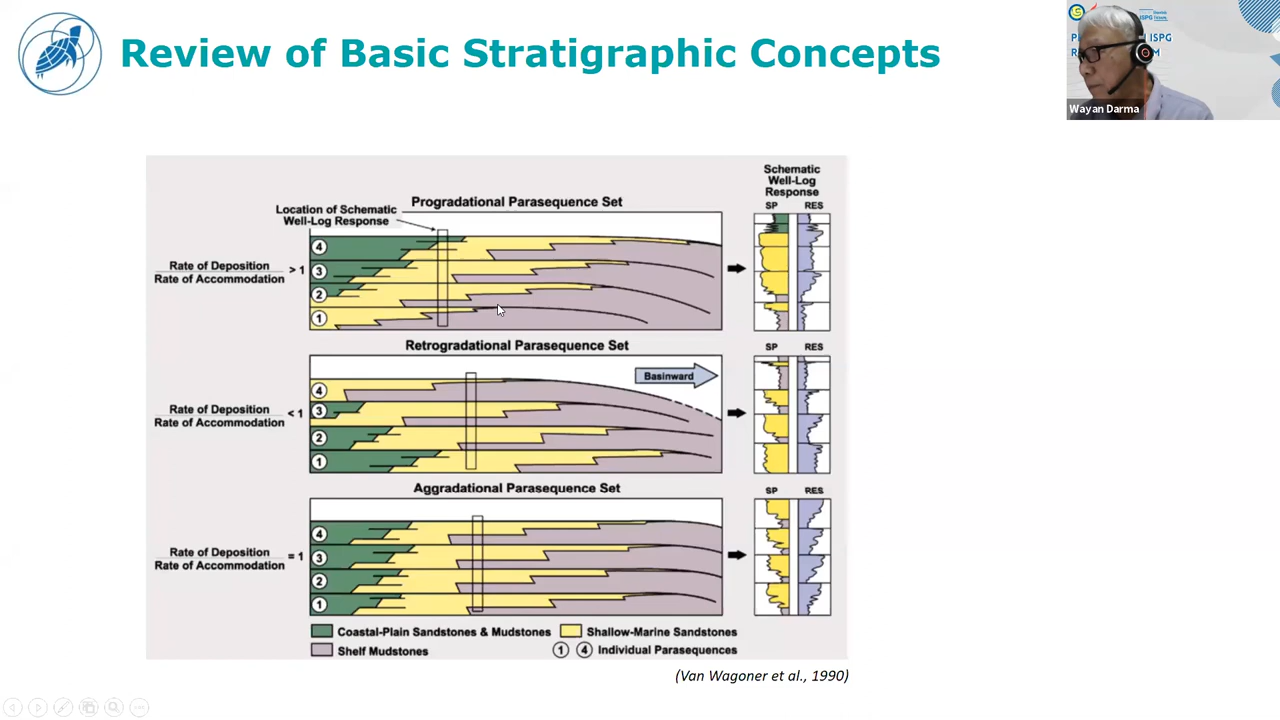 Review of Basic Stratigraphic Concepts
ISPG
Wayan Darma
Schematic
Well-Log
Response
SP RES
Progradational Parasequence Set
Location of Schematic
Well-Log Response
Rate of Deposition
Rate of Accommodation > 1
4
3
2
1
Retrogradational Parasequence Set
SP RES
Basinward
Rate of Deposition
Rate of Accommodation < 1
4
3
2
1
Aggradational Parasequence Set
SP RES
Rate of Deposition
Rate of Accommodation = 1
4
3
2
1
Coastal-Plain Sandstones & Mudstones Shallow-Marine Sandstones
Shelf Mudstones 1 4 Individual Parasequences
(Van Wagoner et al., 1990)